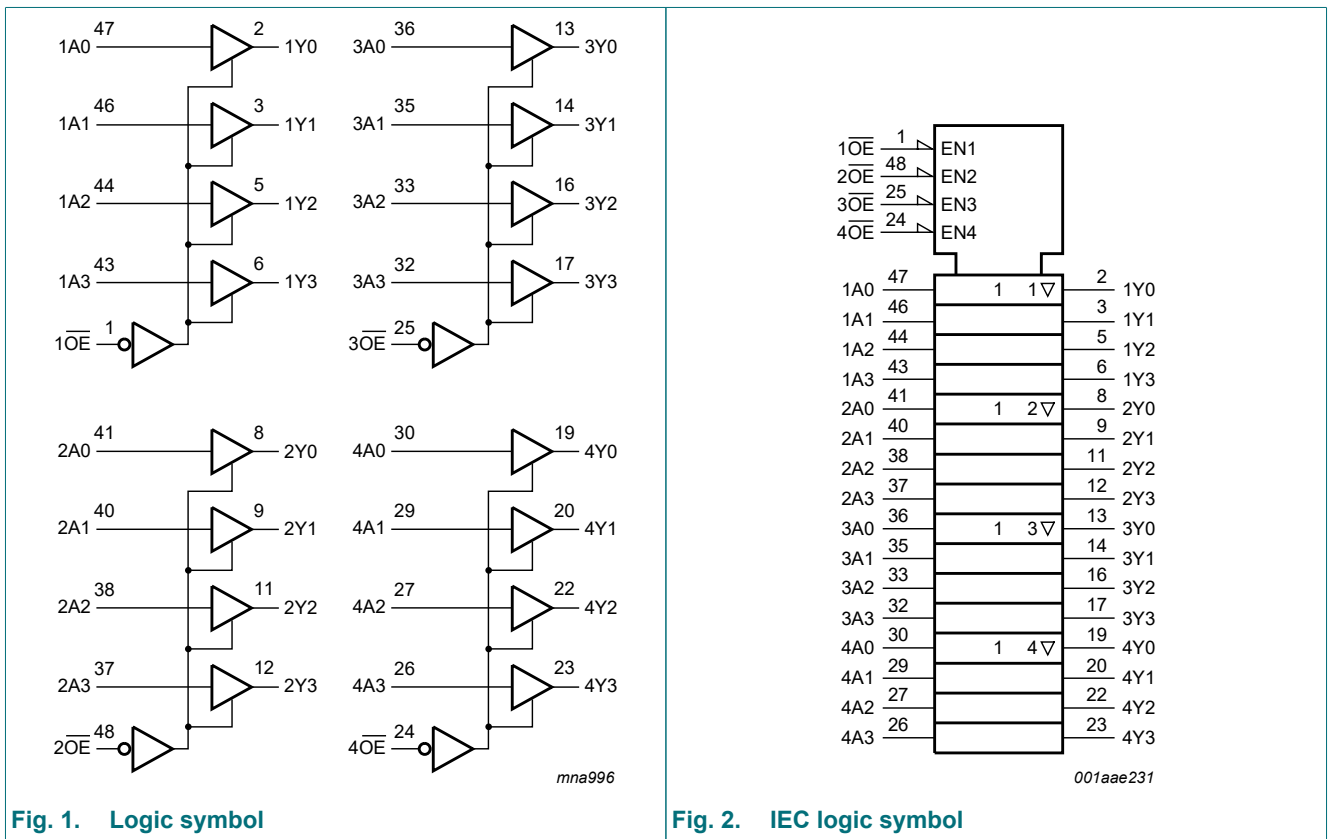 47 2
1A0 1Y0
46 3
1A1 1Y1
44 5
1A2 1Y2
43 6
1A3 1Y3
1
1O̅E̅
36 13
3A0 3Y0
35 14
3A1 3Y1
33 16
3A2 3Y2
32 17
3A3 3Y3
25
3O̅E̅
41 8
2A0 2Y0
40 9
2A1 2Y1
38 11
2A2 2Y2
37 12
2A3 2Y3
48
2O̅E̅
30 19
4A0 4Y0
29 20
4A1 4Y1
27 22
4A2 4Y2
26 23
4A3 4Y3
24
4O̅E̅
mna996
Fig. 1. Logic symbol
1O̅E̅ 1 EN1
2O̅E̅ 48 EN2
3O̅E̅ 25 EN3
4O̅E̅ 24 EN4
1A0 47 1 1▽ 2 1Y0
1A1 46 3 1Y1
1A2 44 5 1Y2
1A3 43 6 1Y3
2A0 41 1 2▽ 8 2Y0
2A1 40 9 2Y1
2A2 38 11 2Y2
2A3 37 12 2Y3
3A0 36 1 3▽ 13 3Y0
3A1 35 14 3Y1
3A2 33 16 3Y2
3A3 32 17 3Y3
4A0 30 1 4▽ 19 4Y0
4A1 29 20 4Y1
4A2 27 22 4Y2
4A3 26 23 4Y3
001aae231
Fig. 2. IEC logic symbol